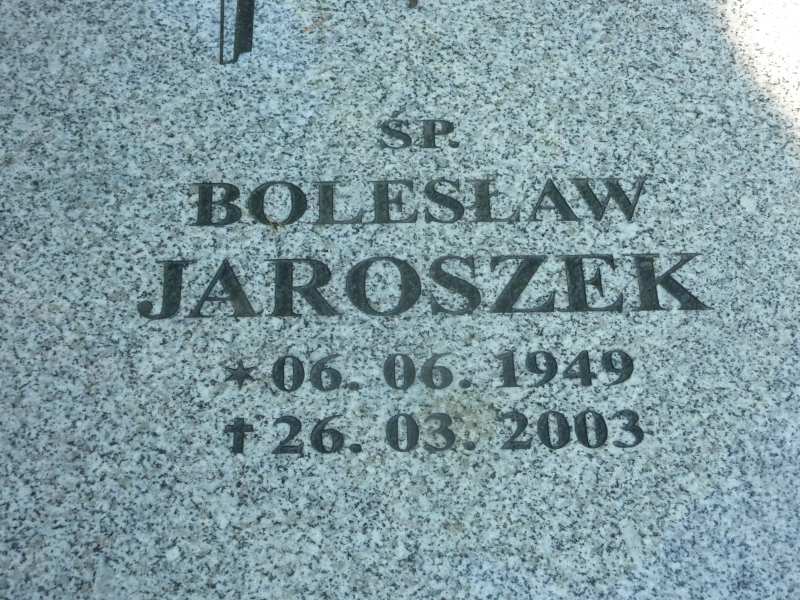 ŚP.
BOLESŁAW
JAROSZEK
✶ 06. 06. 1949
✝ 26. 03. 2003